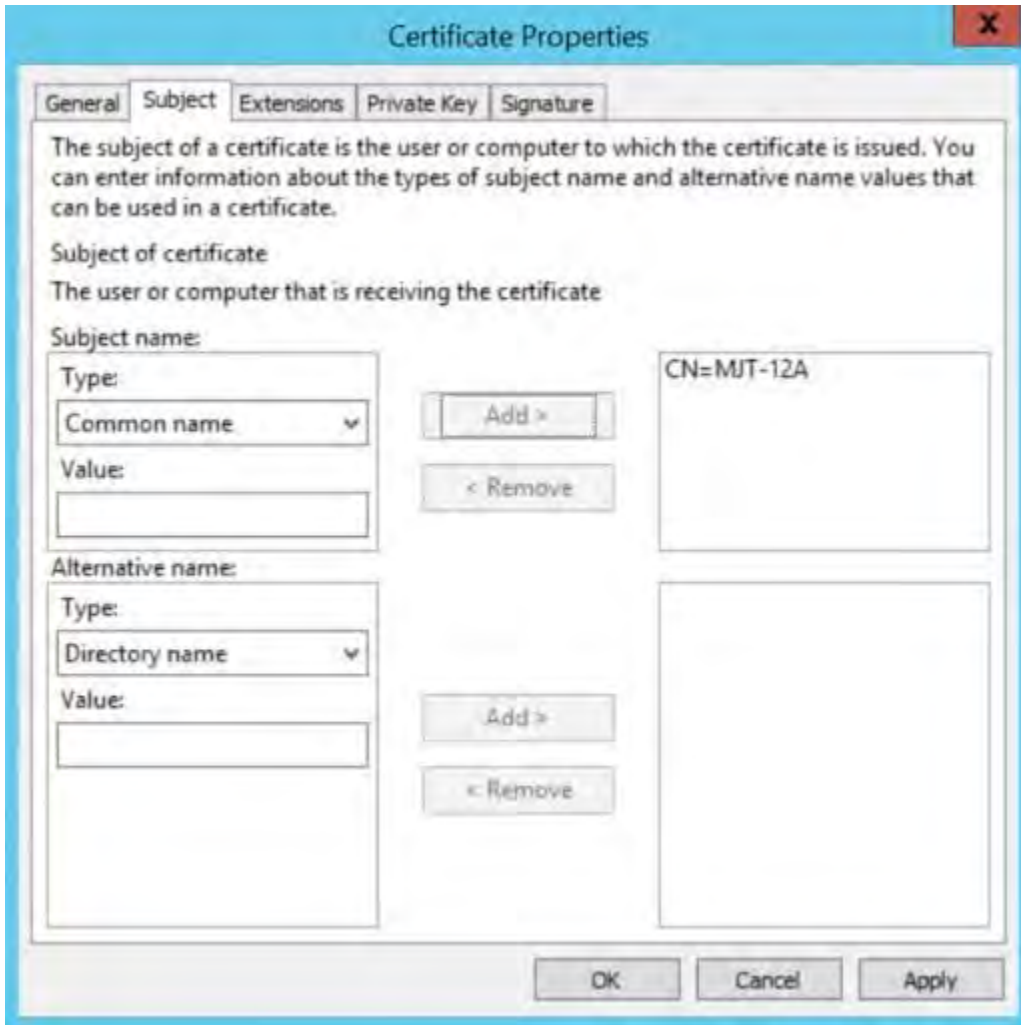 Certificate Properties
X
General Subject Extensions Private Key Signature
The subject of a certificate is the user or computer to which the certificate is issued. You
can enter information about the types of subject name and alternative name values that
can be used in a certificate.
Subject of certificate
The user or computer that is receiving the certificate
Subject name:
Type:
Common name
Value:
Add >
< Remove
CN=MJT-12A
Alternative name:
Type:
Directory name
Value:
Add >
< Remove
OK Cancel Apply